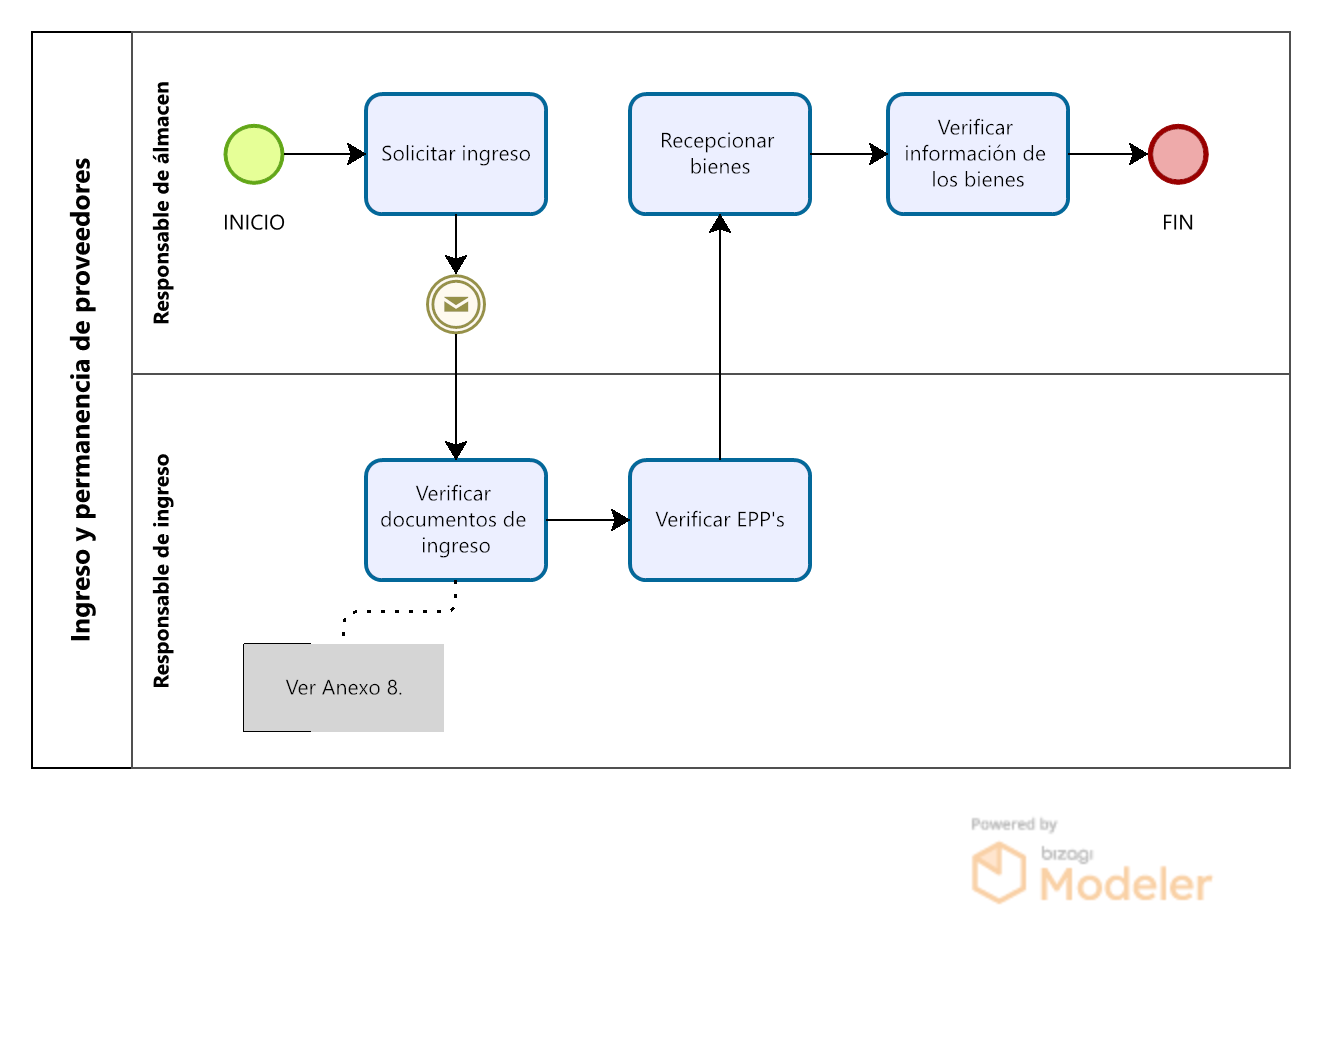 Ingreso y permanencia de proveedores
Responsable de álmacen
INICIO
Solicitar ingreso
Recepcionar
bienes
Verificar
información de
los bienes
FIN
Responsable de ingreso
Verificar
documentos de
ingreso
Verificar EPP's
Ver Anexo 8.
Powered by
bizagi
Modeler